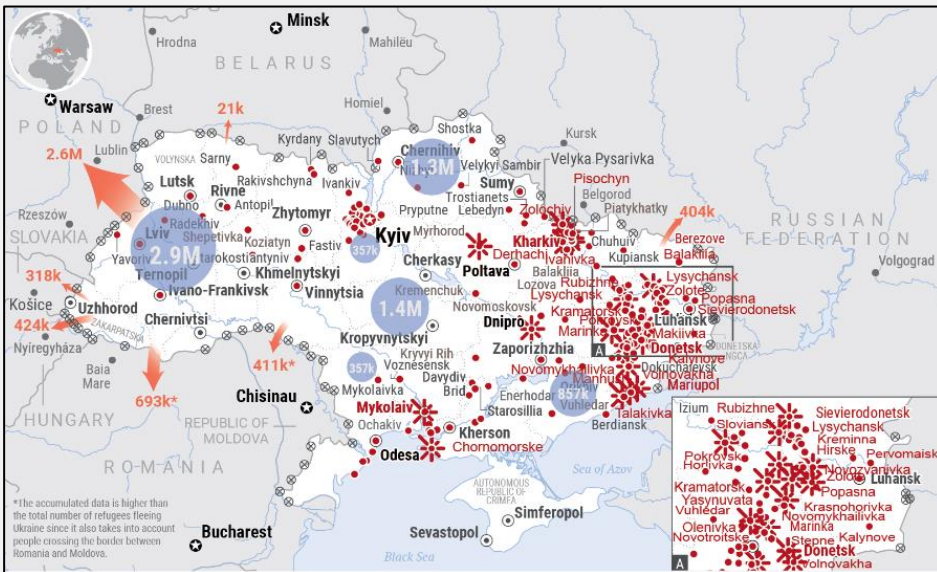 Minsk
Hrodna
Mahilëu
BELARUS
Warsaw
Brest
21k
Homiel
POLAND
Lublin
2.6M
VOLYNSKA
Sarny
Kyrdany
Slavutych
Shostka
Chernihiv
1.3M
Kursk
Velykyi Sambir
Velyka Pysarivka
Rakivshchyna
Ivankiv
Lutsk
Rivne
Dubno
Antopil
Zhytomyr
Sumy
Trostianets
Pisochyn
Belgorod
Piatykhatky
Pryputne
Lebedyn
Zolochiv
404k
RUSSIAN
FEDERATION
Rzeszów
Radekhiv
Lviv
Shepetivka
Koziatyn
Kyiv
Myrhorod
Kharkiv
Chuhuiv
Berezove
SLOVAKIA
Yavoriv
2.9M
Starokostiantyniv
Fastiv
357k
Derhachi
Kupiansk
Balakliia
Volgograd
Ternopil
Khmelnytskyi
Cherkasy
Poltava
Ivanivka
Balakliia
318k
Košice
Uzhhorod
Ivano-Frankivsk
Vinnytsia
Kremenchuk
Lozova
Rubizhne
Lysychansk
Lysychansk
Zolote
Popasna
Sievierodonetsk
1.4M
Novomoskovsk
424k
ZAKARPATSKA
Chernivtsi
Kropyvnytskyi
Dnipro
Kramatorsk
Pokrovsk
Marinka
Luhansk
Makiivka
Nyíregyháza
411k*
Kryvyi Rih
Zaporizhzhia
A
Donetsk
Baia
Mare
357k
Voznesensk
Novomykhailivka
Kalynove
Dokuchaievsk
Volnovakha
693k*
Chisinau
Mykolaivka
Davydiv
Brid
Manhush
Mariupol
HUNGARY
Enerhodar
857k
Vuhledar
REPUBLIC OF
MOLDOVA
Mykolaiv
Starosillia
Berdiansk
Talakivka
Ochakiv
Kherson
ROMANIA
Odesa
Chornomorske
Sea of Azov
AUTONOMOUS
REPUBLIC OF
CRIMEA
Simferopol
Sevastopol
Bucharest
Black Sea
*The accumulated data is higher
than the total number of refugees fleeing
Ukraine since it also takes into account
people crossing the border between
Romania and Moldova.
Izium
Rubizhne
Sloviansk
Sievierodonetsk
Lysychansk
Kreminna
Hirske
Pervomaisk
Pokrovsk
Horlivka
Novozvanivka
Zolote
Luhansk
Kramatorsk
Popasna
Yasynuvata
Krasnohorivka
Vuhledar
Novomykhailivka
Marinka
Olenivka
Kalynove
Novotroitske
Stepne
Donetsk
Volnovakha
A